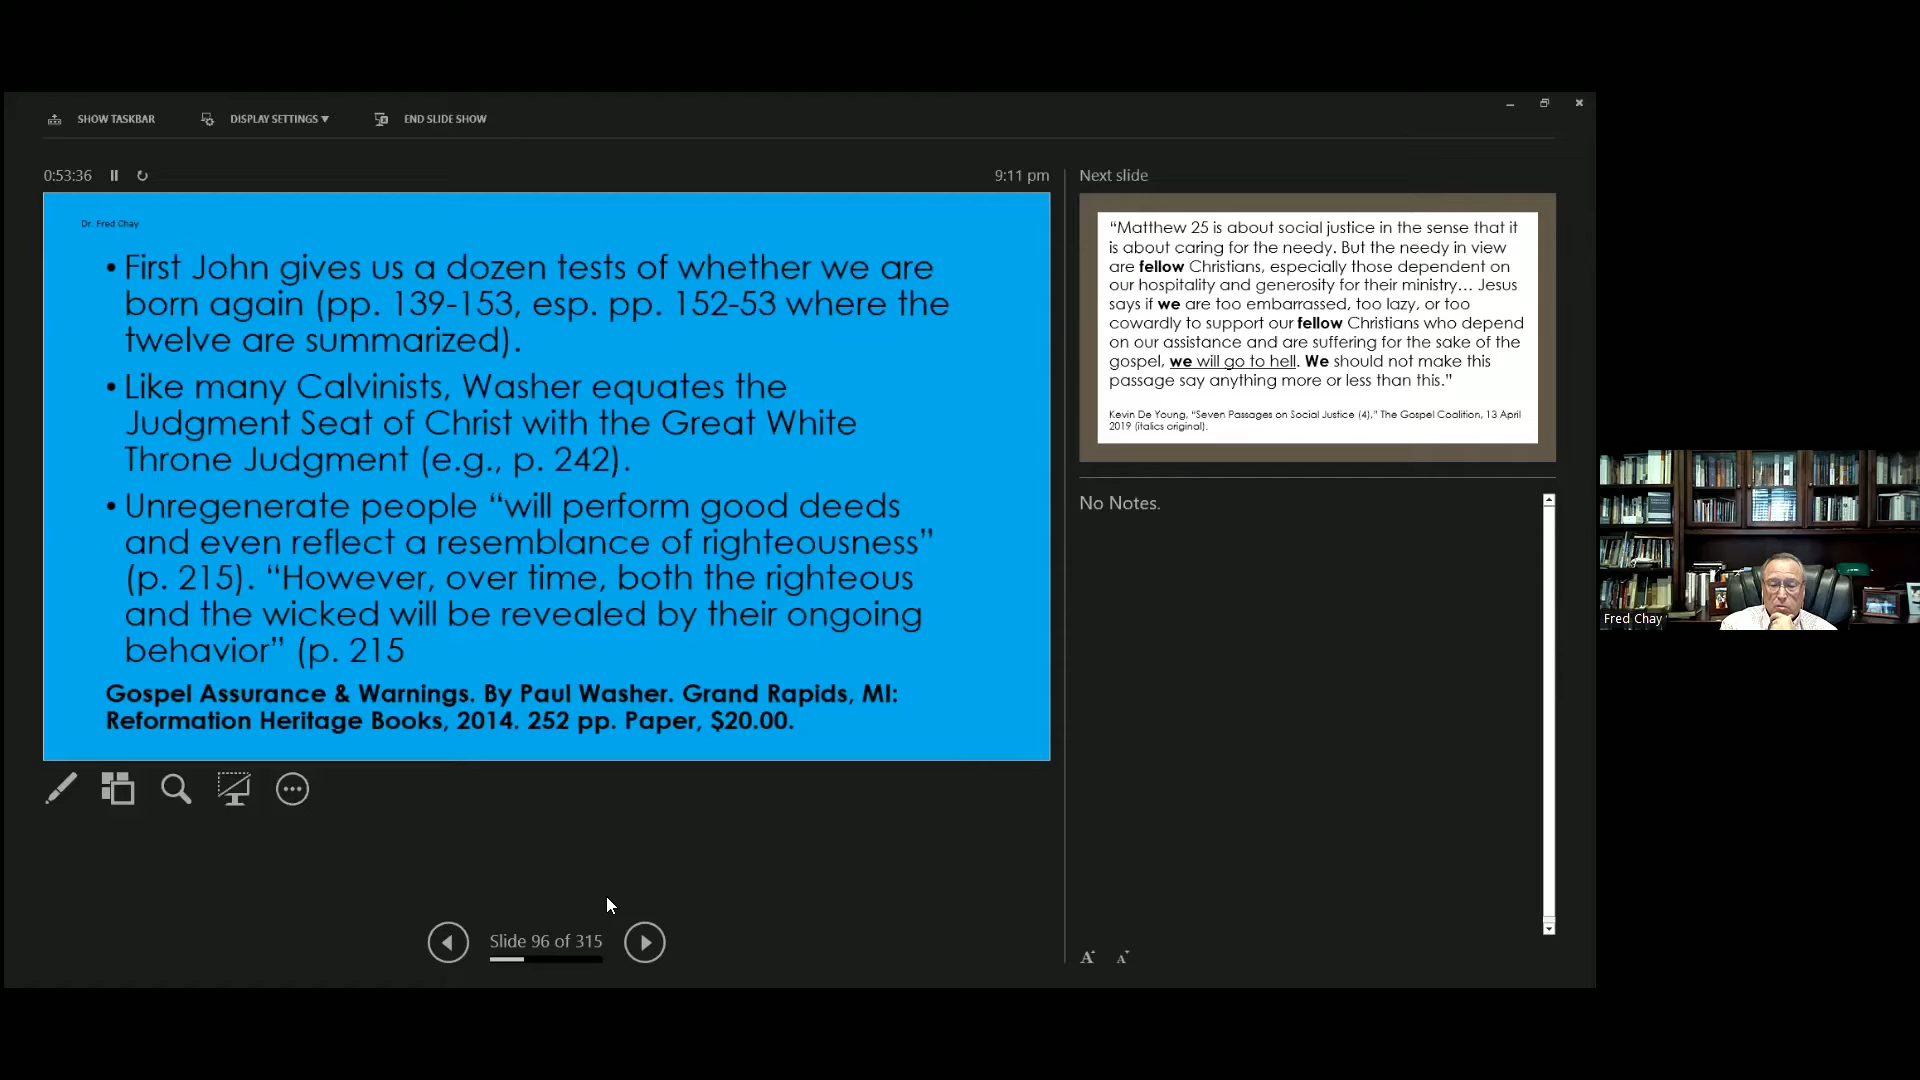 SHOW TASKBAR
DISPLAY SETTINGS ▾
END SLIDE SHOW
0:53:36
9:11 pm
Dr. Fred Chay
• First John gives us a dozen tests of whether we are
born again (pp. 139-153, esp. pp. 152-53 where the
twelve are summarized).
• Like many Calvinists, Washer equates the
Judgment Seat of Christ with the Great White
Throne Judgment (e.g., p. 242).
• Unregenerate people “will perform good deeds
and even reflect a resemblance of righteousness”
(p. 215). “However, over time, both the righteous
and the wicked will be revealed by their ongoing
behavior” (p. 215
Gospel Assurance & Warnings. By Paul Washer. Grand Rapids, MI:
Reformation Heritage Books, 2014. 252 pp. Paper, $20.00.
Slide 96 of 315
Next slide
“Matthew 25 is about social justice in the sense that it
is about caring for the needy. But the needy in view
are fellow Christians, especially those dependent on
our hospitality and generosity for their ministry… Jesus
says if we are too embarrassed, too lazy, or too
cowardly to support our fellow Christians who depend
on our assistance and are suffering for the sake of the
gospel, we will go to hell. We should not make this
passage say anything more or less than this.”
Kevin De Young, “Seven Passages on Social Justice (4),” The Gospel Coalition, 13 April
2019 (italics original).
No Notes.
A A
Fred Chay